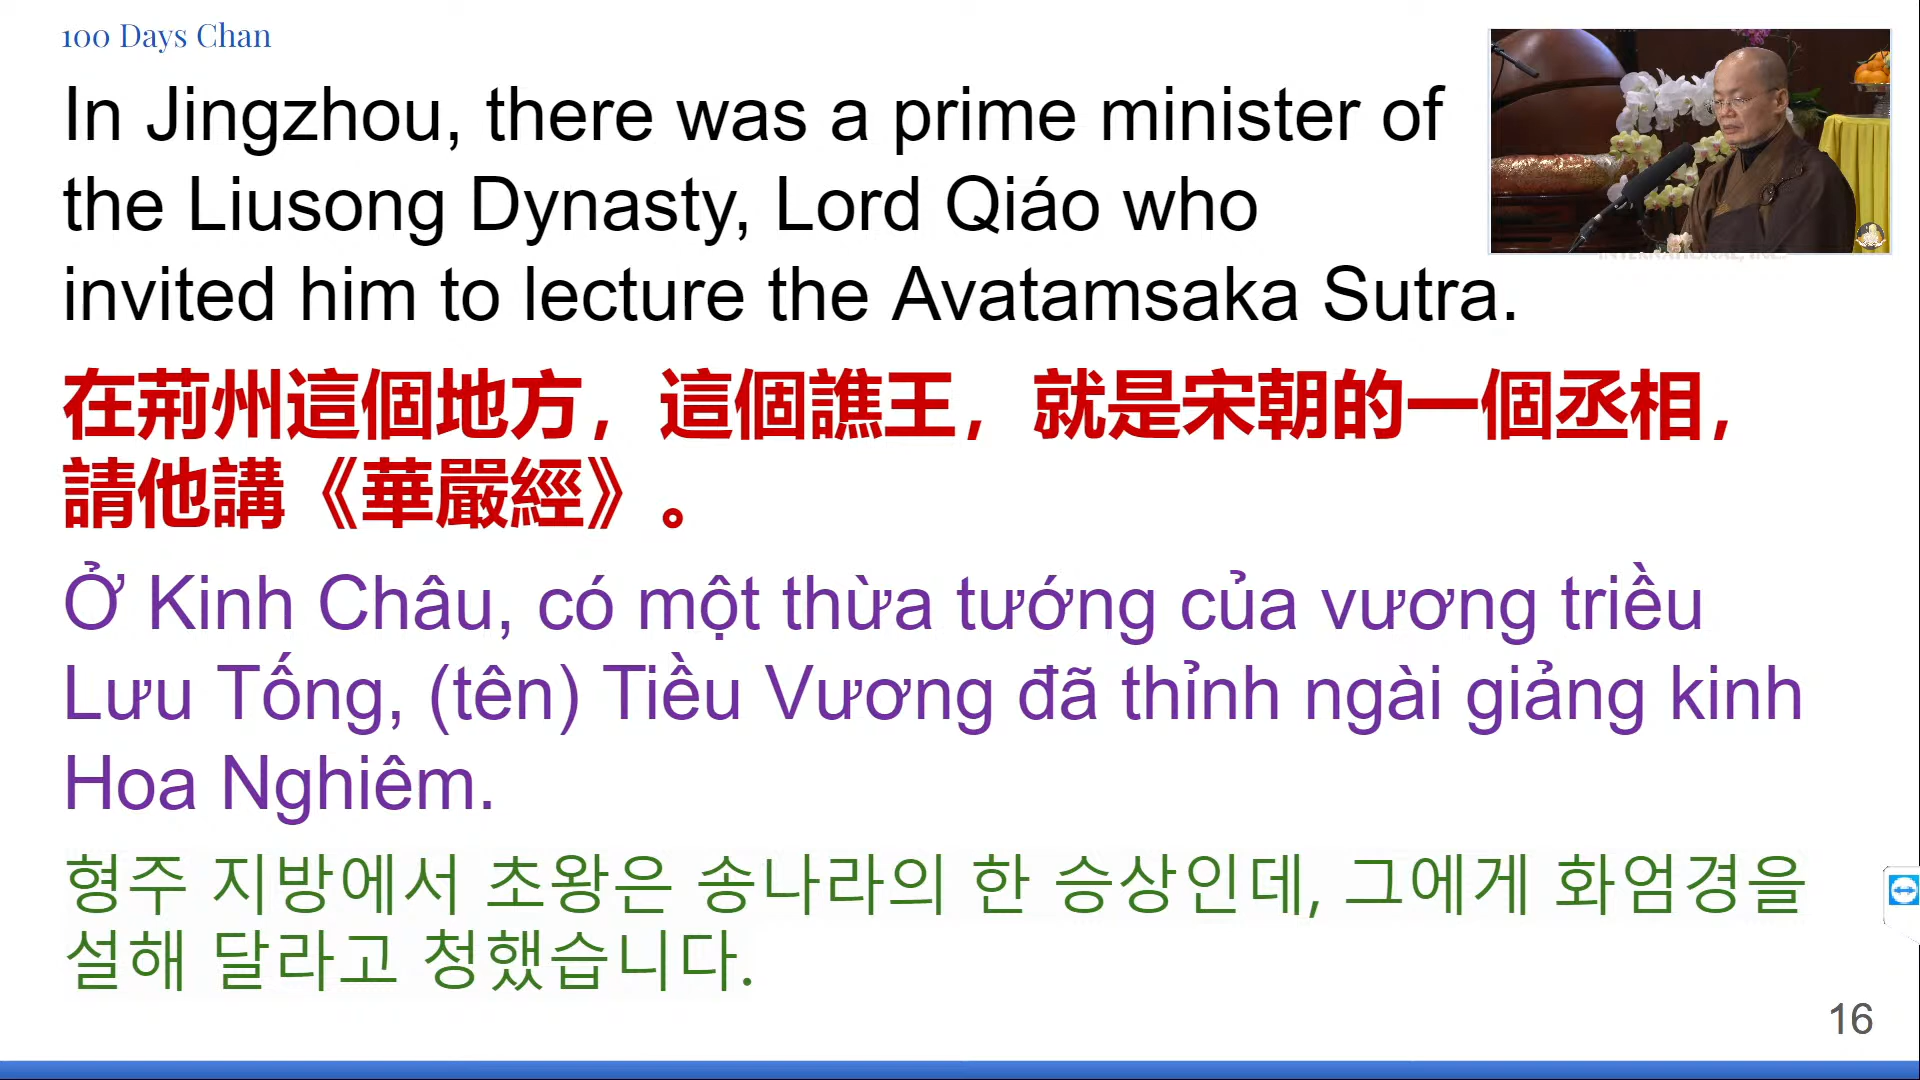 100 Days Chan
In Jingzhou, there was a prime minister of
the Liusong Dynasty, Lord Qiáo who
invited him to lecture the Avatamsaka Sutra.
在荊州這個地方，這個譙王，就是宋朝的一個丞相，
請他講《華嚴經》。
Ở Kinh Châu, có một thừa tướng của vương triều
Lưu Tống, (tên) Tiều Vương đã thỉnh ngài giảng kinh
Hoa Nghiêm.
형주 지방에서 초왕은 송나라의 한 승상인데, 그에게 화엄경을
설해 달라고 청했습니다.
16